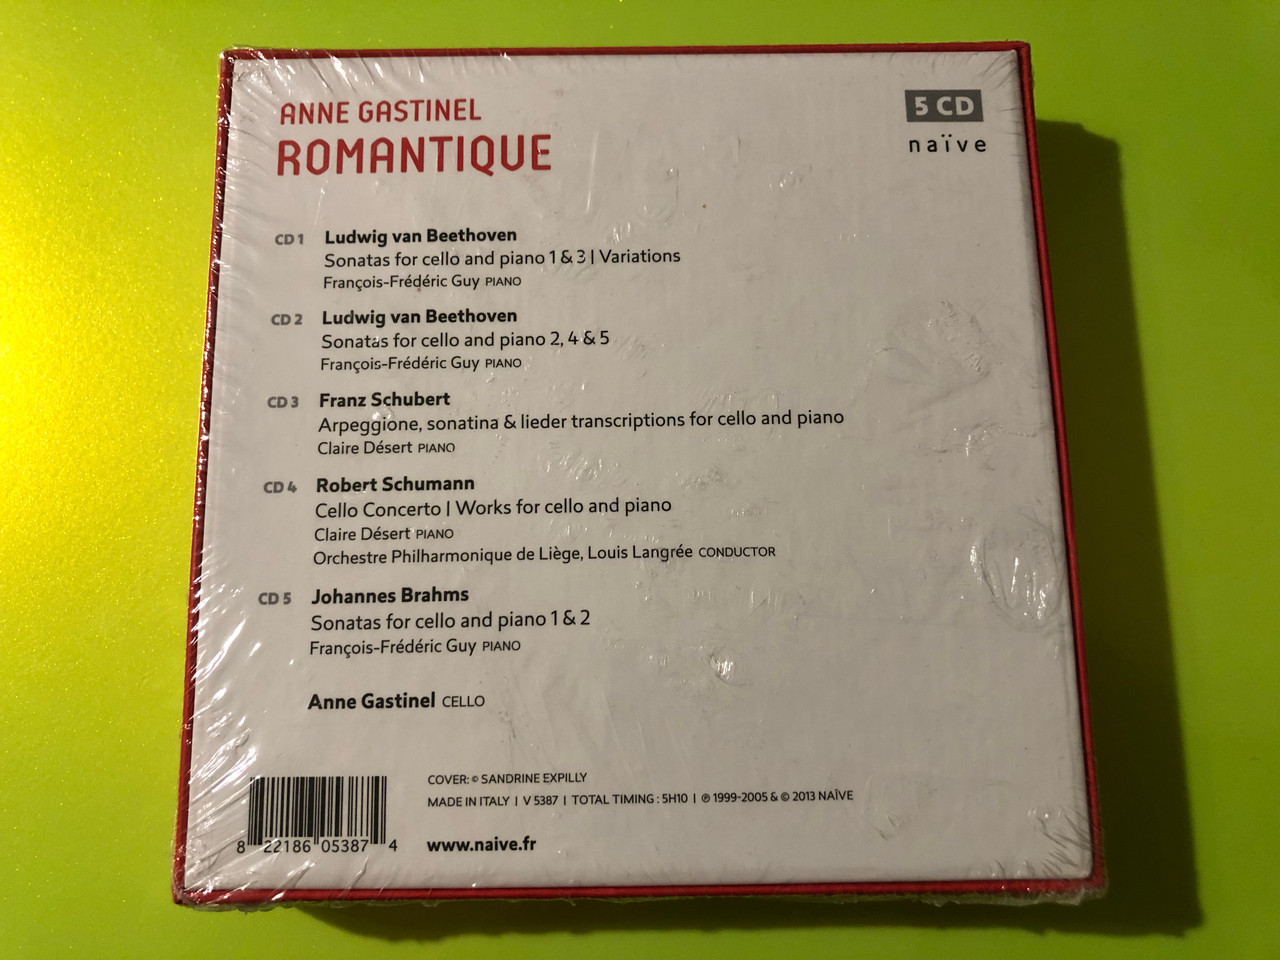 ANNE GASTINEL
ROMANTIQUE
5 CD
naïve
CD 1 Ludwig van Beethoven
Sonatas for cello and piano 1 & 3 | Variations
François-Frédéric Guy PIANO
CD 2 Ludwig van Beethoven
Sonatas for cello and piano 2, 4 & 5
François-Frédéric Guy PIANO
CD 3 Franz Schubert
Arpeggione, sonatina & lieder transcriptions for cello and piano
Claire Désert PIANO
CD 4 Robert Schumann
Cello Concerto | Works for cello and piano
Claire Désert PIANO
Orchestre Philharmonique de Liège, Louis Langrée CONDUCTOR
CD 5 Johannes Brahms
Sonatas for cello and piano 1 & 2
François-Frédéric Guy PIANO
Anne Gastinel CELLO
COVER: © SANDRINE EXPILLY
MADE IN ITALY | V 5387 | TOTAL TIMING : 5H10 | ℗ 1999-2005 & © 2013 NAÏVE
8 22186 05387 4
www.naive.fr